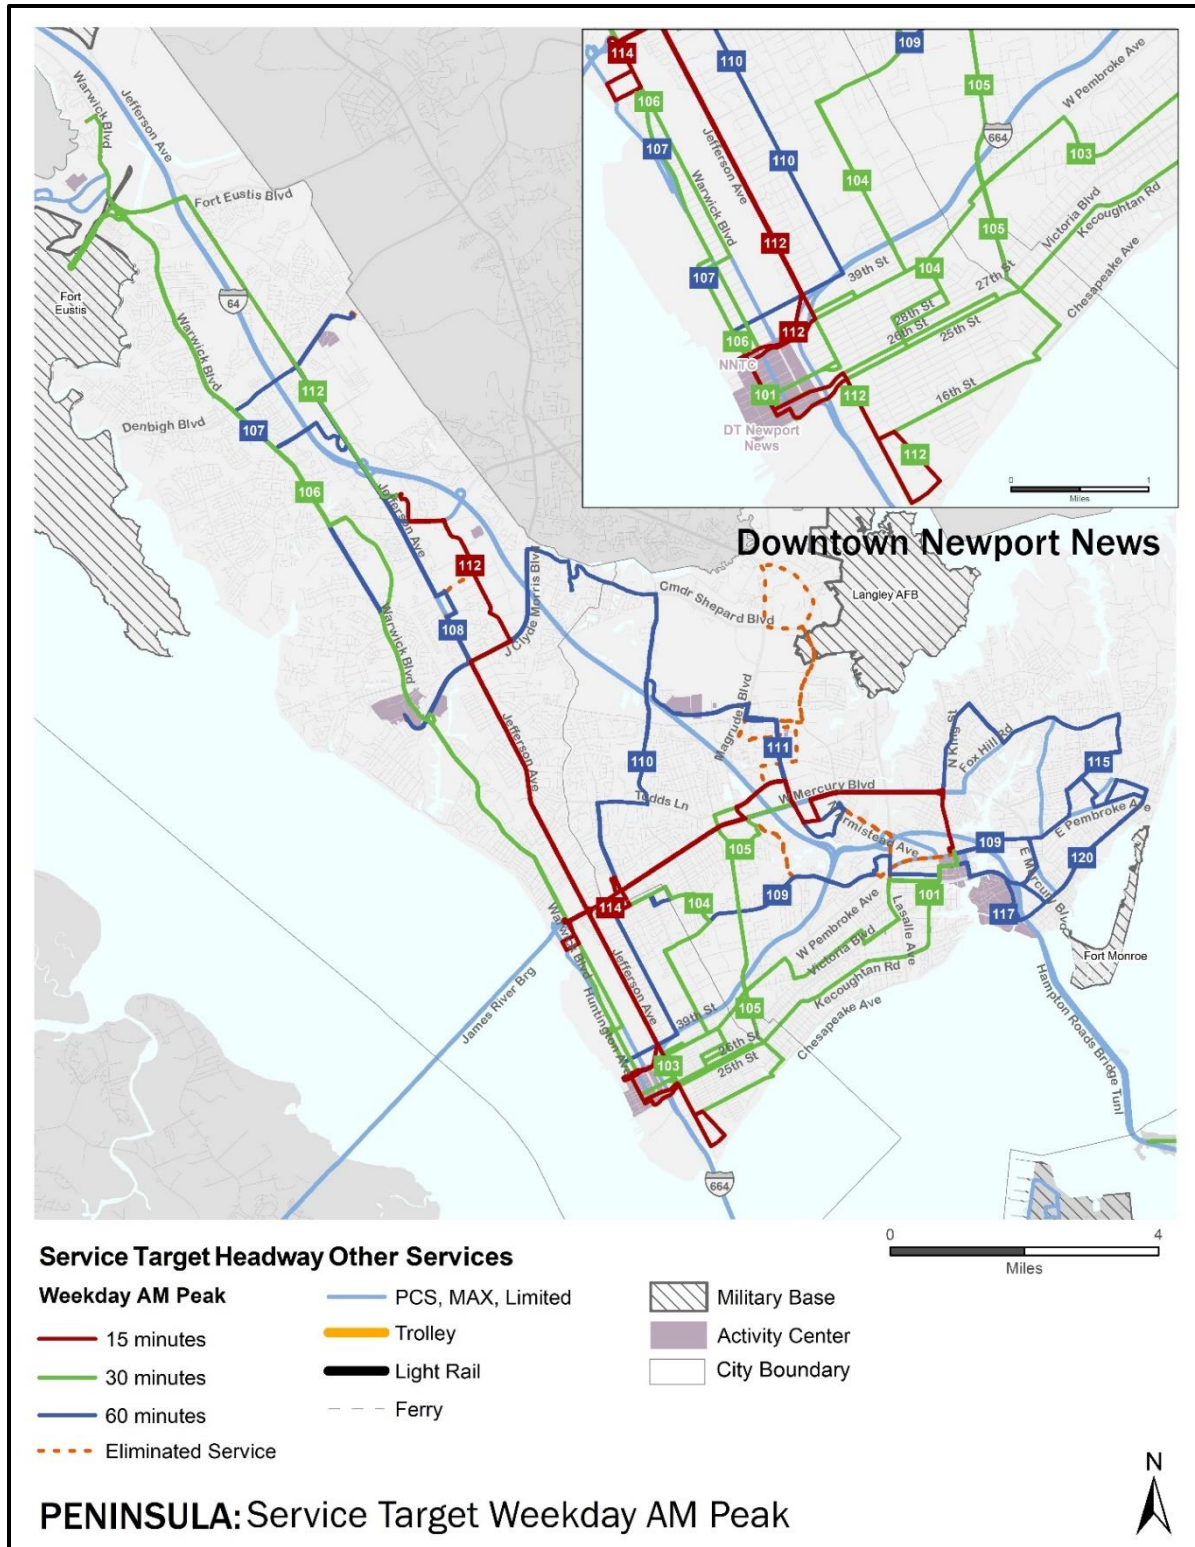 114
109
110
106
105
W Pembroke Ave
664
107
Jefferson Ave
110
103
104
Warwick Blvd
Victoria Blvd
Kecoughtan Rd
105
112
39th St
104
107
27th St
Chesapeake Ave
28th St
26th St
25th St
112
106
NNTC
101
112
16th St
DT Newport
News
112
0
1
Miles
Downtown Newport News
Warwick Blvd
Jefferson Ave
Fort Eustis Blvd
Fort
Eustis
64
Warwick Blvd
112
Denbigh Blvd
107
106
Jefferson Ave
112
J Clyde Morris Blvd
Cmdr Shepard Blvd
Langley AFB
108
Warwick Blvd
Jefferson Ave
Magruder Blvd
111
N King St
Fox Hill Rd
110
115
Todds Ln
W Mercury Blvd
N Armistead Ave
E Pembroke Ave
105
109
E Mercury Blvd
120
109
101
104
114
Lasalle Ave
117
W Pembroke Ave
Victoria Blvd
Warwick Blvd
Jefferson Ave
Fort Monroe
Kecoughtan Rd
James River Brg
Huntington Ave
39th St
105
Chesapeake Ave
Hampton Roads Bridge Tunl
26th St
25th St
103
664
Service Target Headway
Weekday AM Peak
15 minutes
30 minutes
60 minutes
Eliminated Service
Other Services
PCS, MAX, Limited
Trolley
Light Rail
Ferry
Military Base
Activity Center
City Boundary
0
4
Miles
N
PENINSULA: Service Target Weekday AM Peak